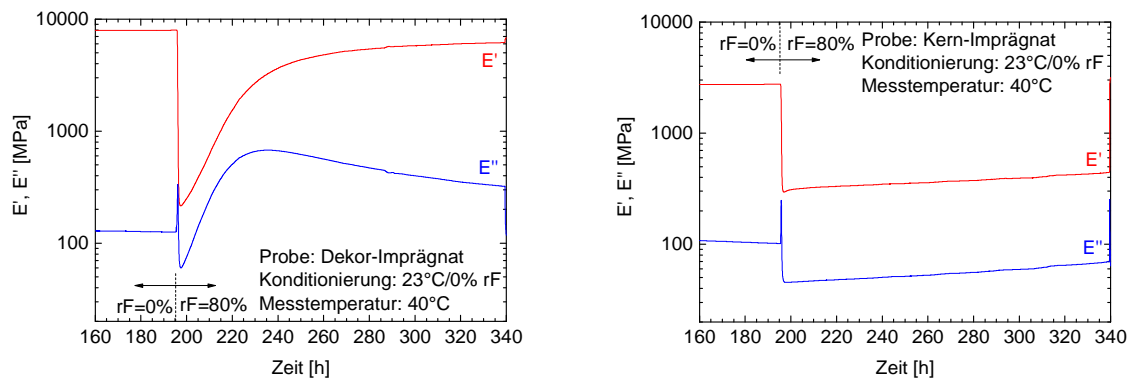 10000
1000
100
E', E'' [MPa]
E'
E''
Probe: Dekor-Imprägnat
Konditionierung: 23°C/0% rF
Messtemperatur: 40°C
rF=0% rF=80%
160 180 200 220 240 260 280 300 320 340
Zeit [h]
10000
1000
100
E', E'' [MPa]
rF=0% rF=80%
Probe: Kern-Imprägnat
Konditionierung: 23°C/0% rF
Messtemperatur: 40°C
E'
E''
160 180 200 220 240 260 280 300 320 340
Zeit [h]